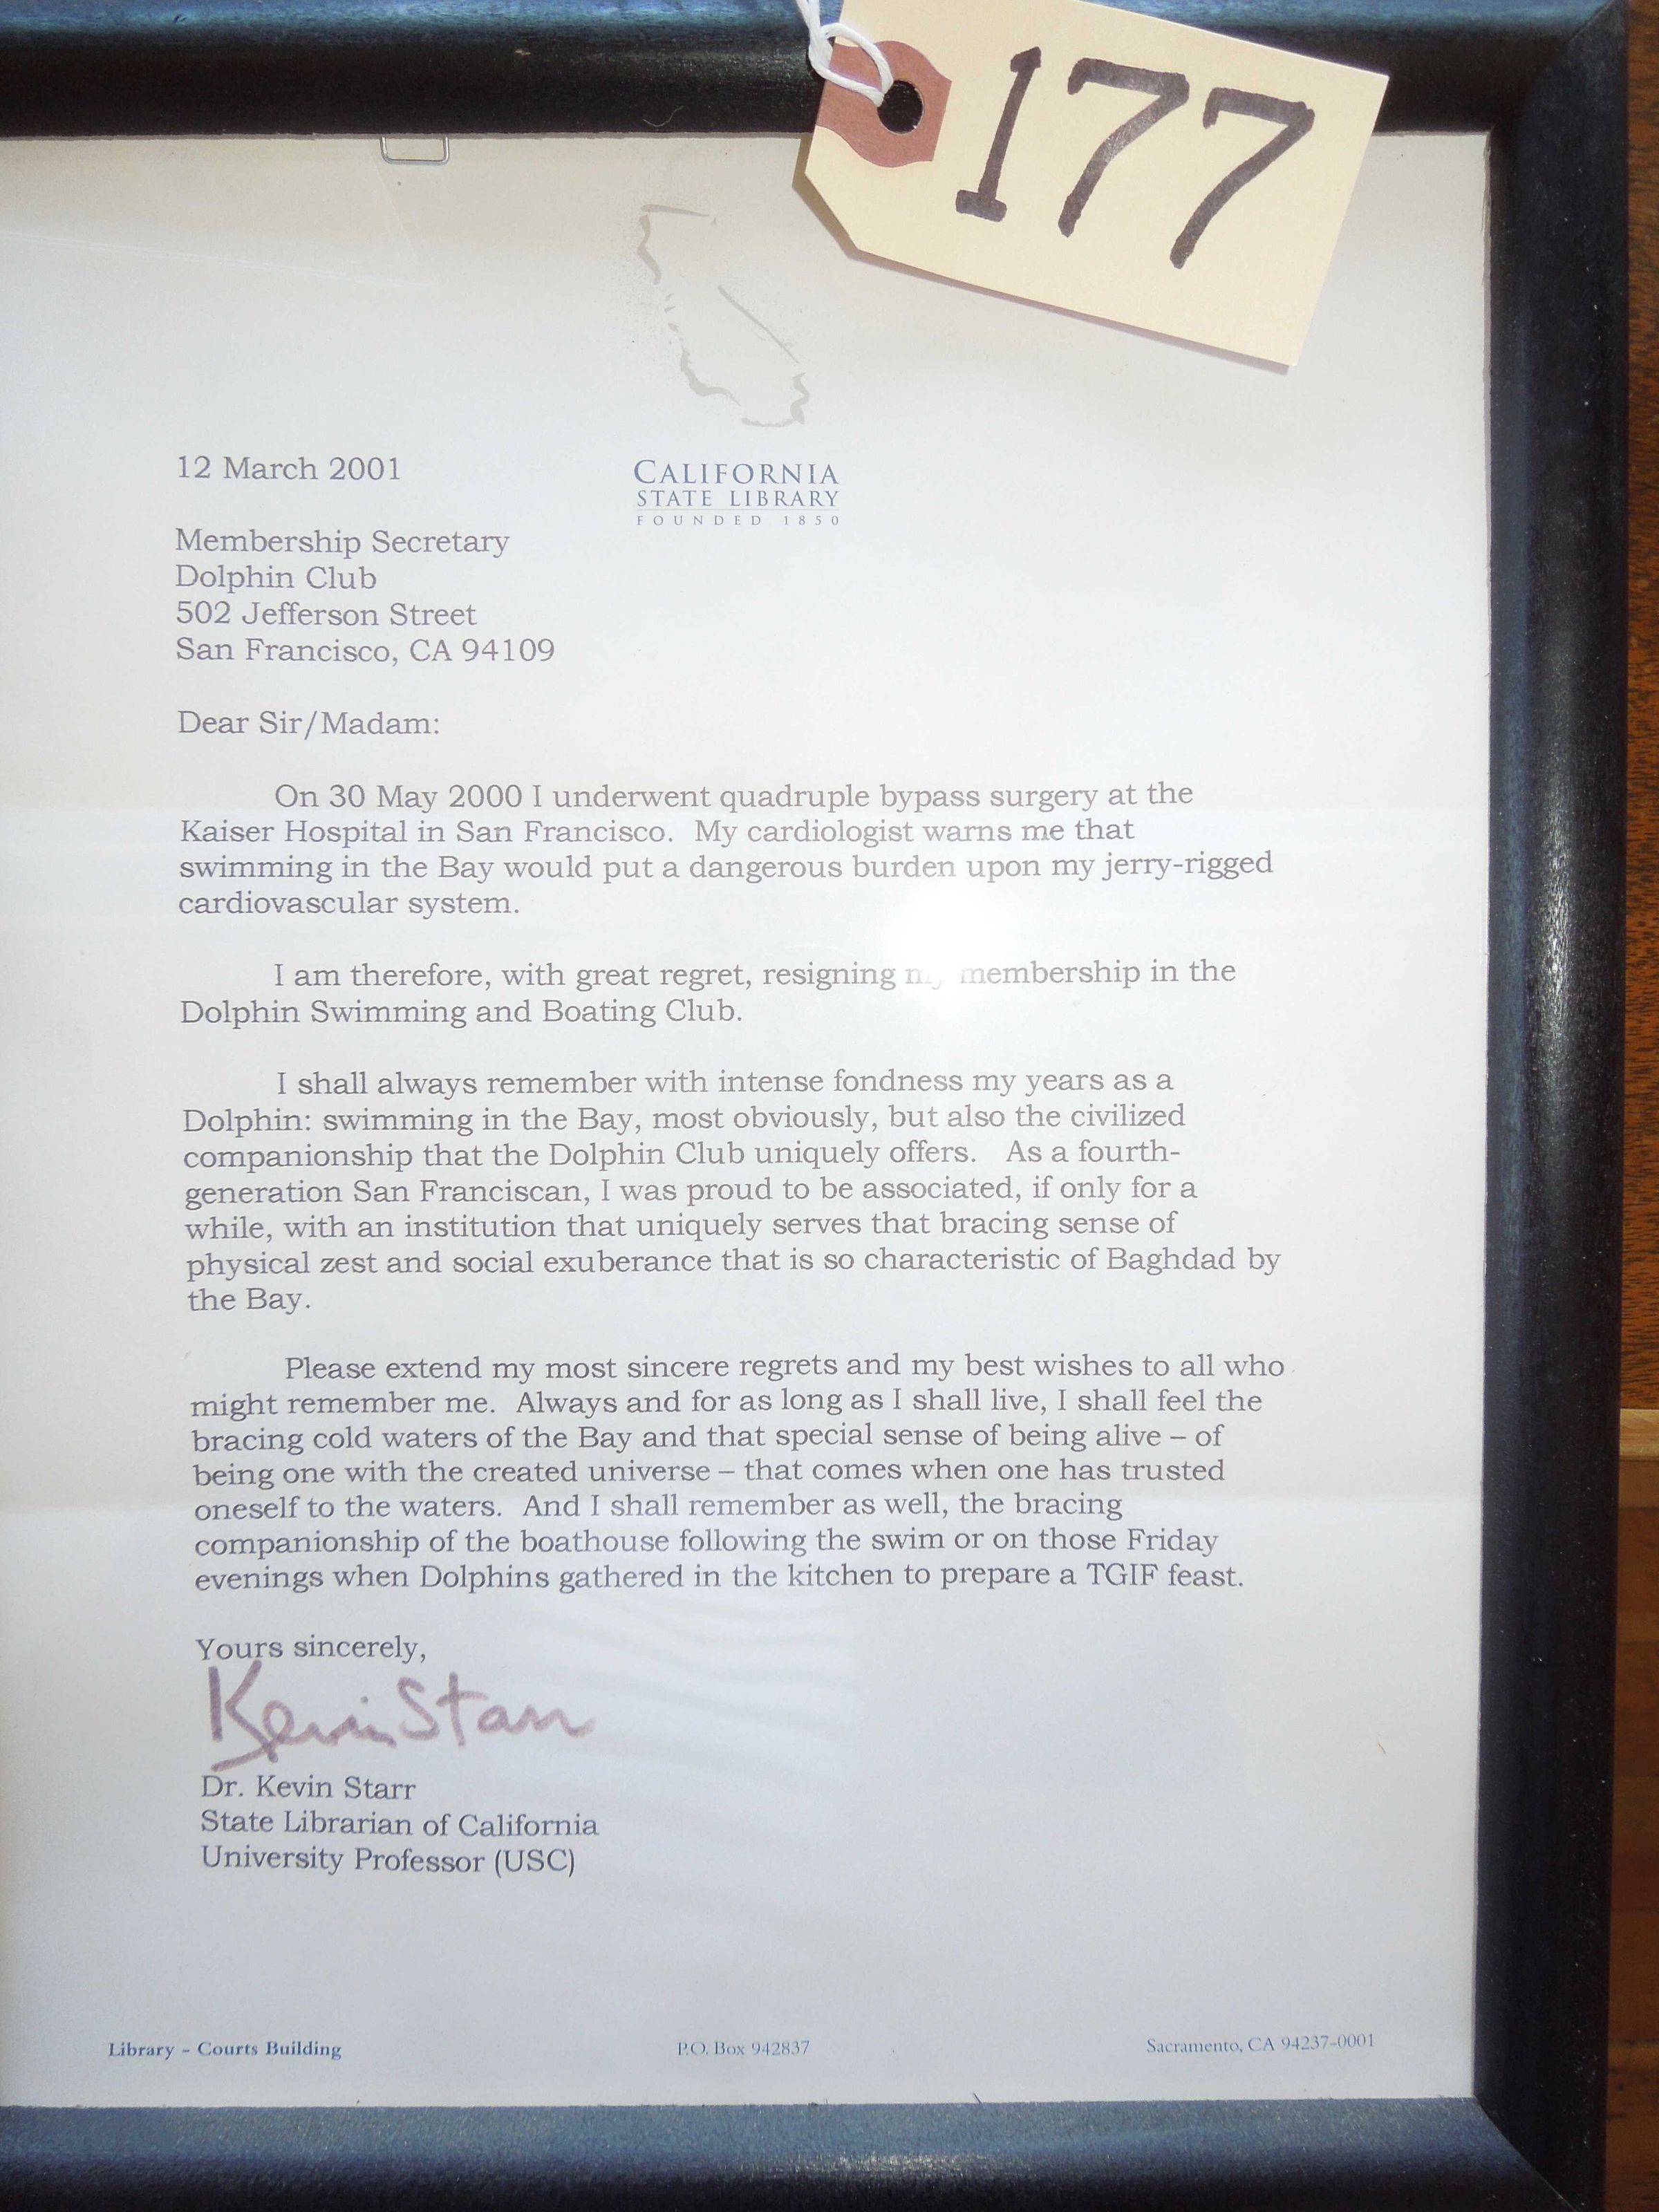 177
12 March 2001
CALIFORNIA
STATE LIBRARY
FOUNDED 1850
Membership Secretary
Dolphin Club
502 Jefferson Street
San Francisco, CA 94109
Dear Sir/Madam:
On 30 May 2000 I underwent quadruple bypass surgery at the
Kaiser Hospital in San Francisco. My cardiologist warns me that
swimming in the Bay would put a dangerous burden upon my jerry-rigged
cardiovascular system.
I am therefore, with great regret, resigning my membership in the
Dolphin Swimming and Boating Club.
I shall always remember with intense fondness my years as a
Dolphin: swimming in the Bay, most obviously, but also the civilized
companionship that the Dolphin Club uniquely offers. As a fourth-
generation San Franciscan, I was proud to be associated, if only for a
while, with an institution that uniquely serves that bracing sense of
physical zest and social exuberance that is so characteristic of Baghdad by
the Bay.
Please extend my most sincere regrets and my best wishes to all who
might remember me. Always and for as long as I shall live, I shall feel the
bracing cold waters of the Bay and that special sense of being alive – of
being one with the created universe – that comes when one has trusted
oneself to the waters. And I shall remember as well, the bracing
companionship of the boathouse following the swim or on those Friday
evenings when Dolphins gathered in the kitchen to prepare a TGIF feast.
Yours sincerely,
Kevin Starr
Dr. Kevin Starr
State Librarian of California
University Professor (USC)
Library - Courts Building P.O. Box 942837 Sacramento, CA 94237-0001